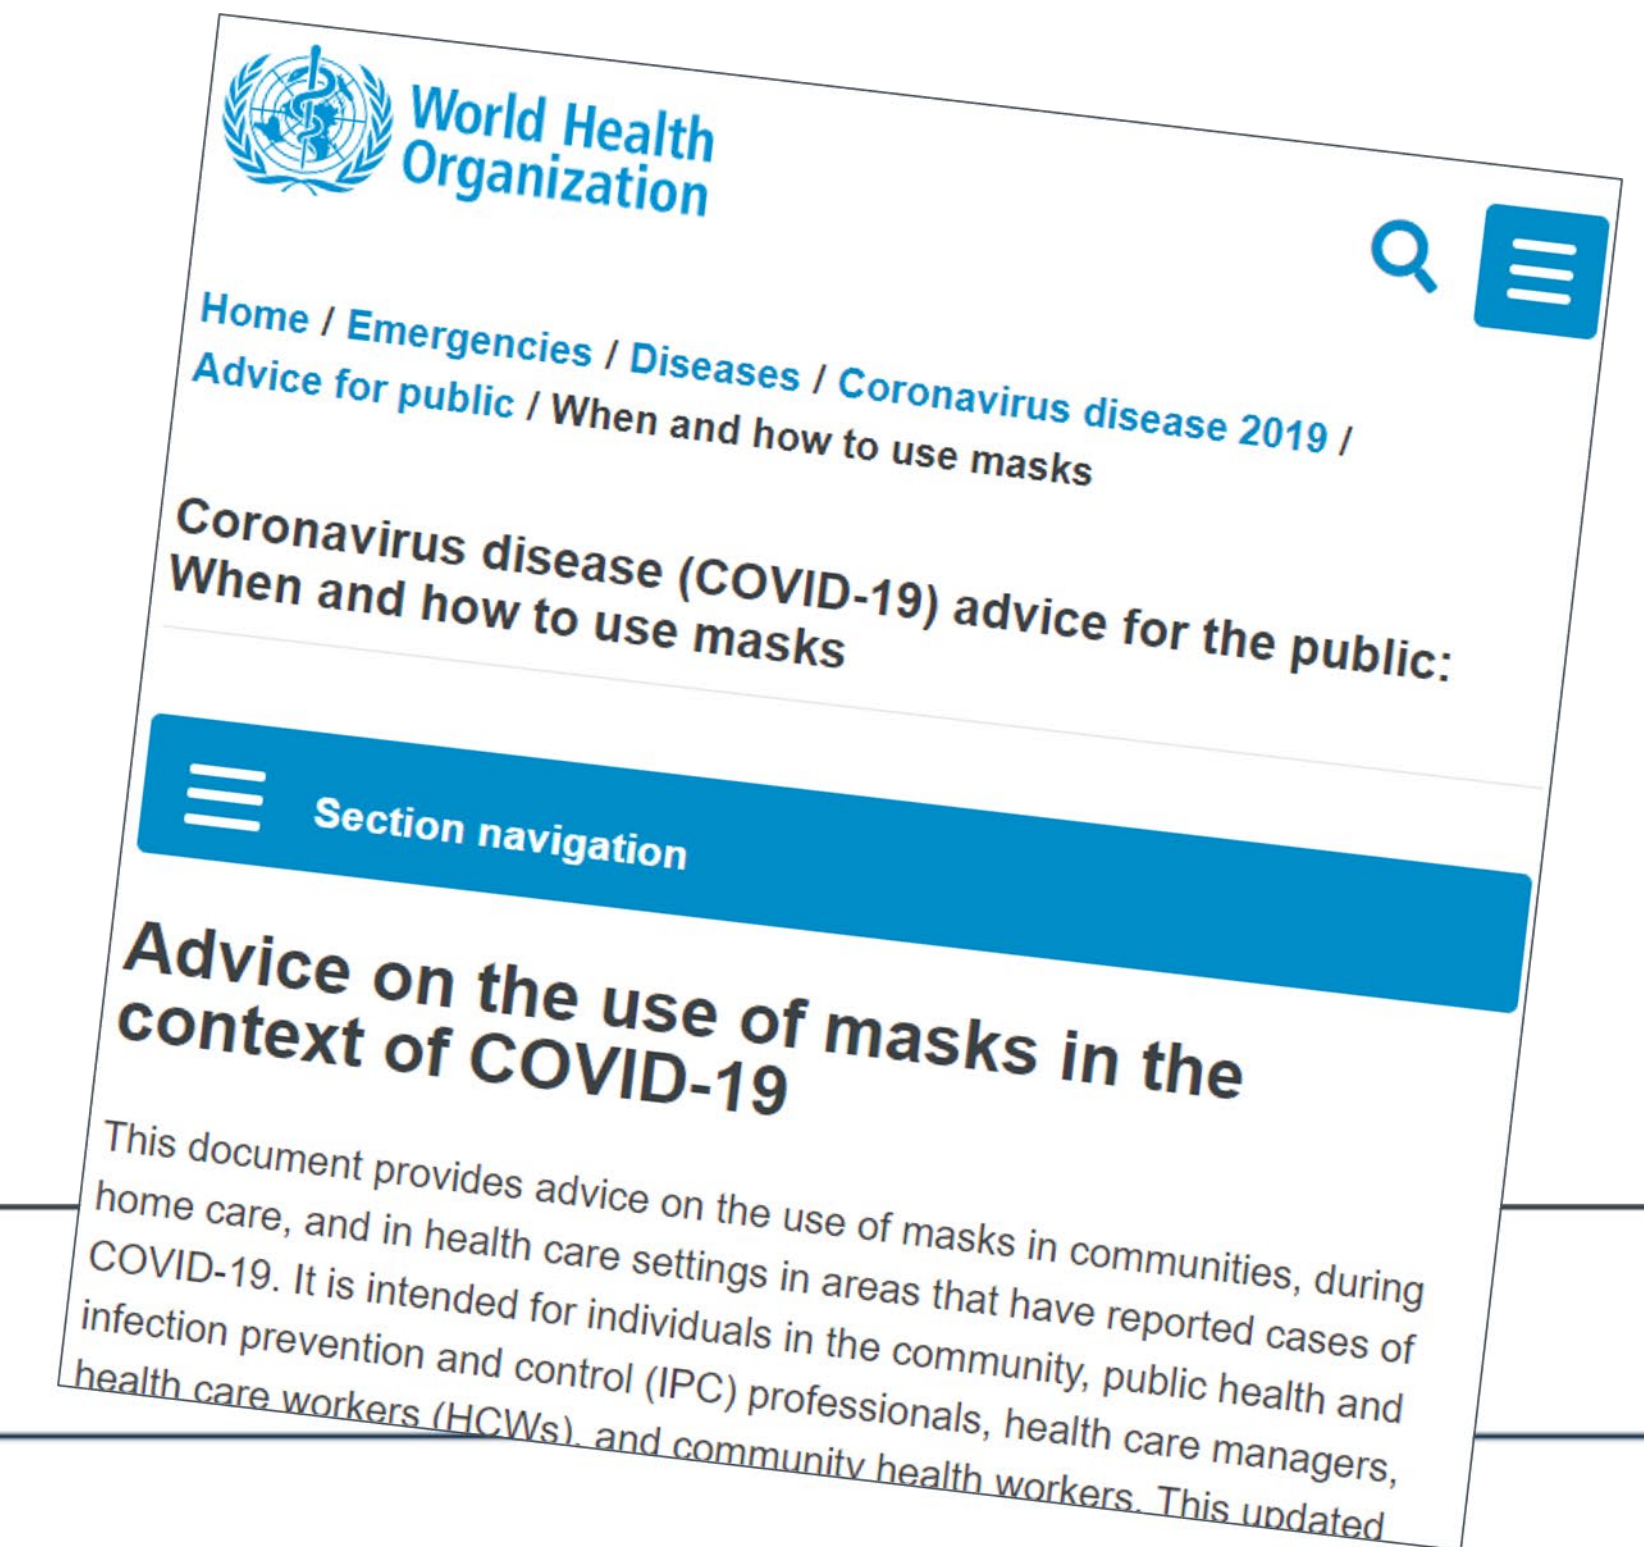 World Health
Organization
Home / Emergencies / Diseases / Coronavirus disease 2019 /
Advice for public / When and how to use masks
Coronavirus disease (COVID-19) advice for the public:
When and how to use masks
Section navigation
Advice on the use of masks in the
context of COVID-19
This document provides advice on the use of masks in communities, during
home care, and in health care settings in areas that have reported cases of
COVID-19. It is intended for individuals in the community, public health and
infection prevention and control (IPC) professionals, health care managers,
health care workers (HCWs), and community health workers. This updated